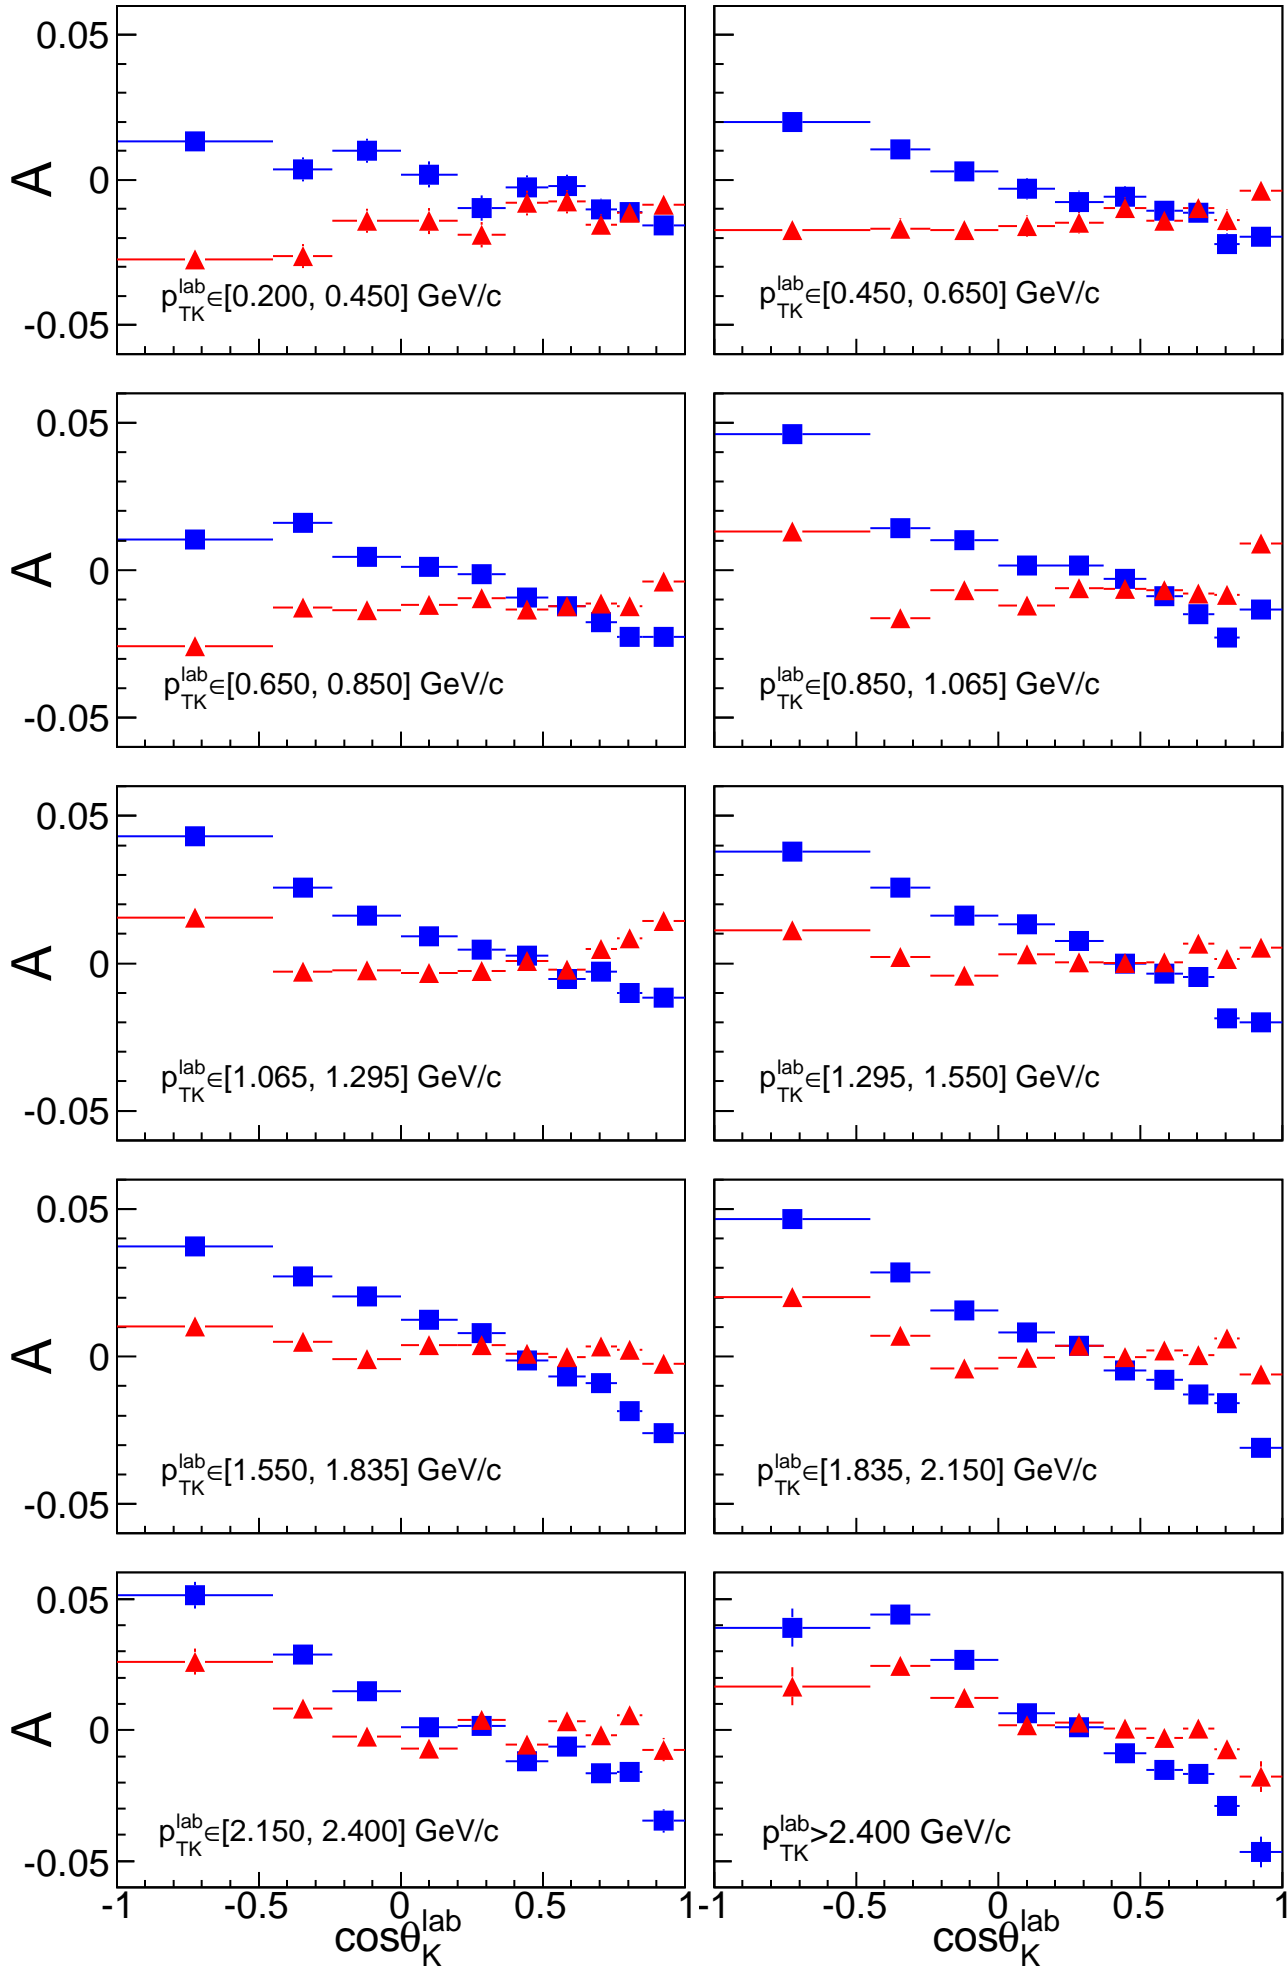 0.05
A
0
-0.05
p_TK^lab∈[0.200, 0.450] GeV/c
p_TK^lab∈[0.450, 0.650] GeV/c
0.05
A
0
-0.05
p_TK^lab∈[0.650, 0.850] GeV/c
p_TK^lab∈[0.850, 1.065] GeV/c
0.05
A
0
-0.05
p_TK^lab∈[1.065, 1.295] GeV/c
p_TK^lab∈[1.295, 1.550] GeV/c
0.05
A
0
-0.05
p_TK^lab∈[1.550, 1.835] GeV/c
p_TK^lab∈[1.835, 2.150] GeV/c
0.05
A
0
-0.05
p_TK^lab∈[2.150, 2.400] GeV/c
p_TK^lab>2.400 GeV/c
-1 -0.5 0 0.5 1
-1 -0.5 0 0.5 1
cosθ_K^lab
cosθ_K^lab